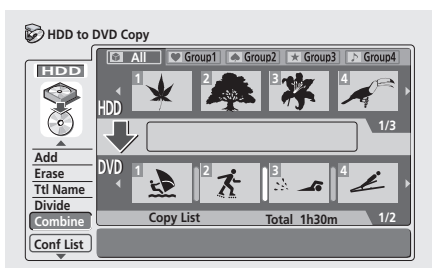 HDD to DVD Copy
All Group1 Group2 Group3 Group4
HDD
1 2 3 4
HDD
1/3
Add
Erase
Ttl Name
Divide
Combine
Conf List
DVD
1 2 3 4
Copy List Total 1h30m 1/2